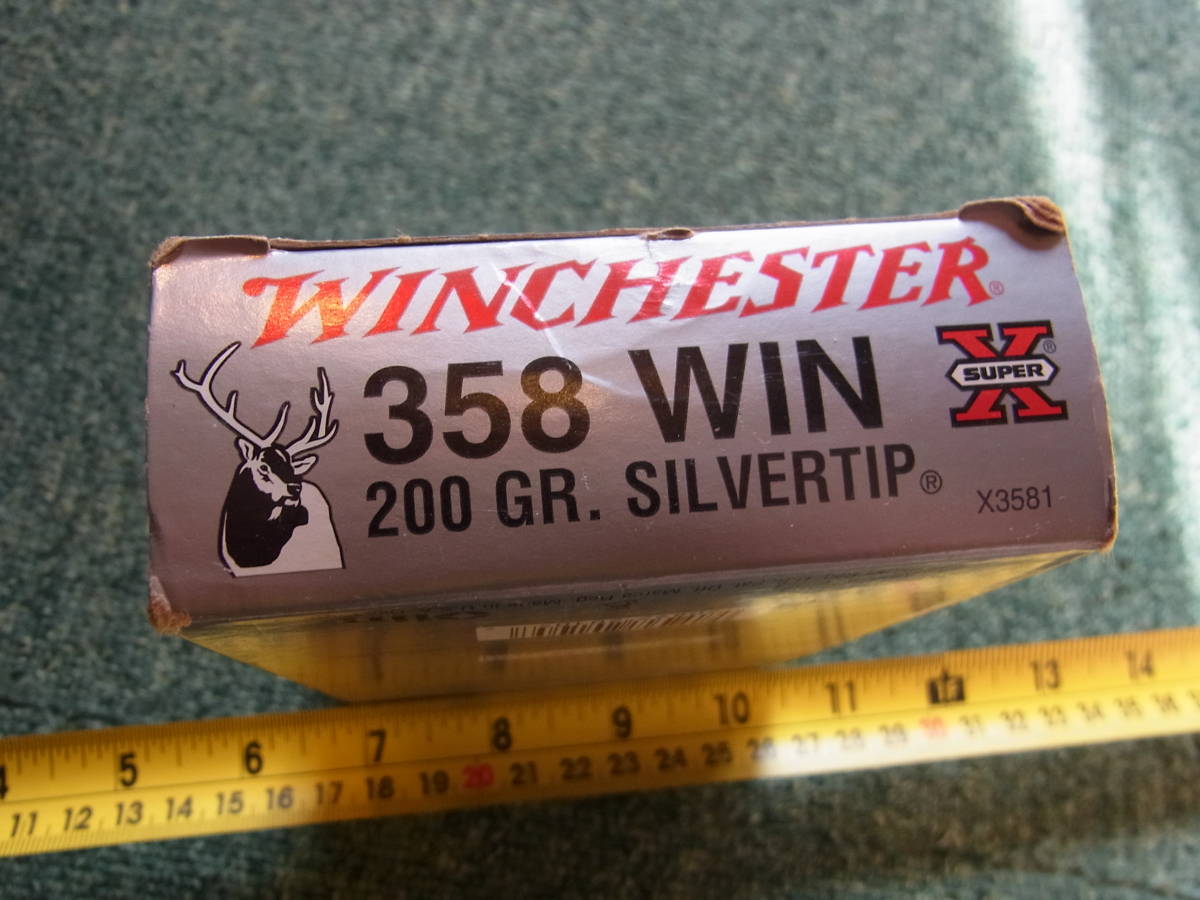 WINCHESTER®
358 WIN
X®
SUPER
200 GR. SILVERTIP®
X3581
4 5 6 7 8 9 10 11 12 13 14
11 12 13 14 15 16 17 18 19 20 21 22 23 24 25 26 27 28 29 30 31 32 33 34 35 36